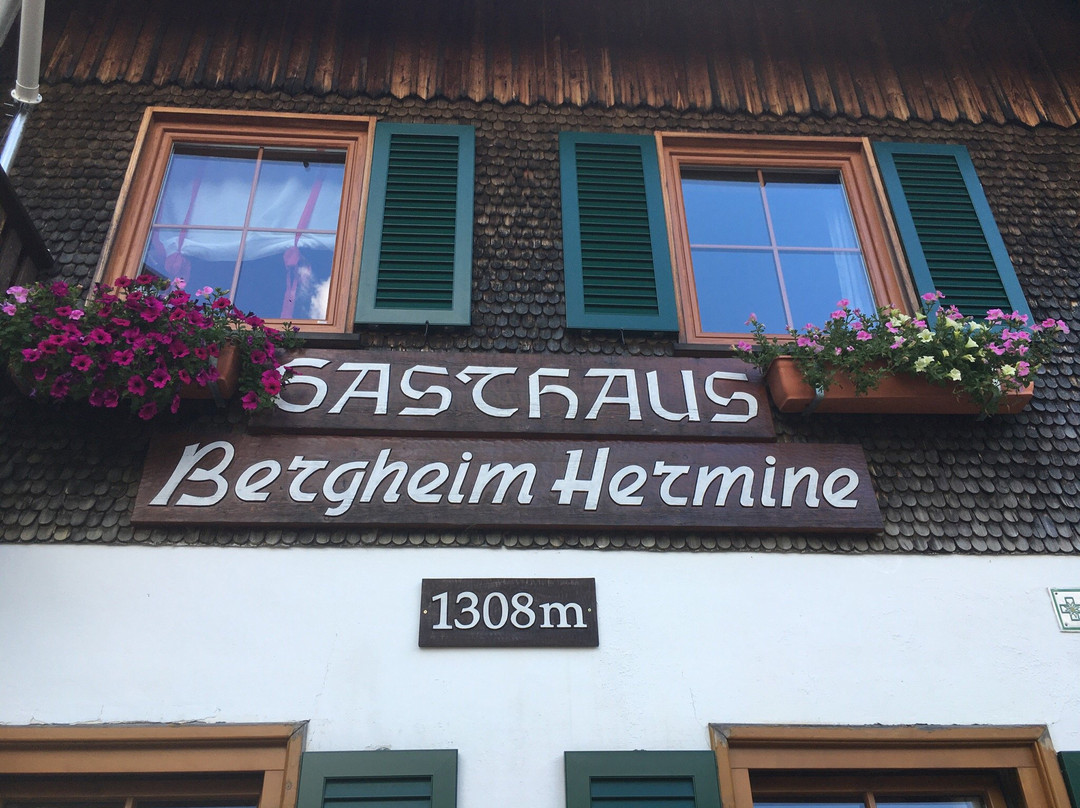 GASTHAUS
Bergheim Hermine
1308m